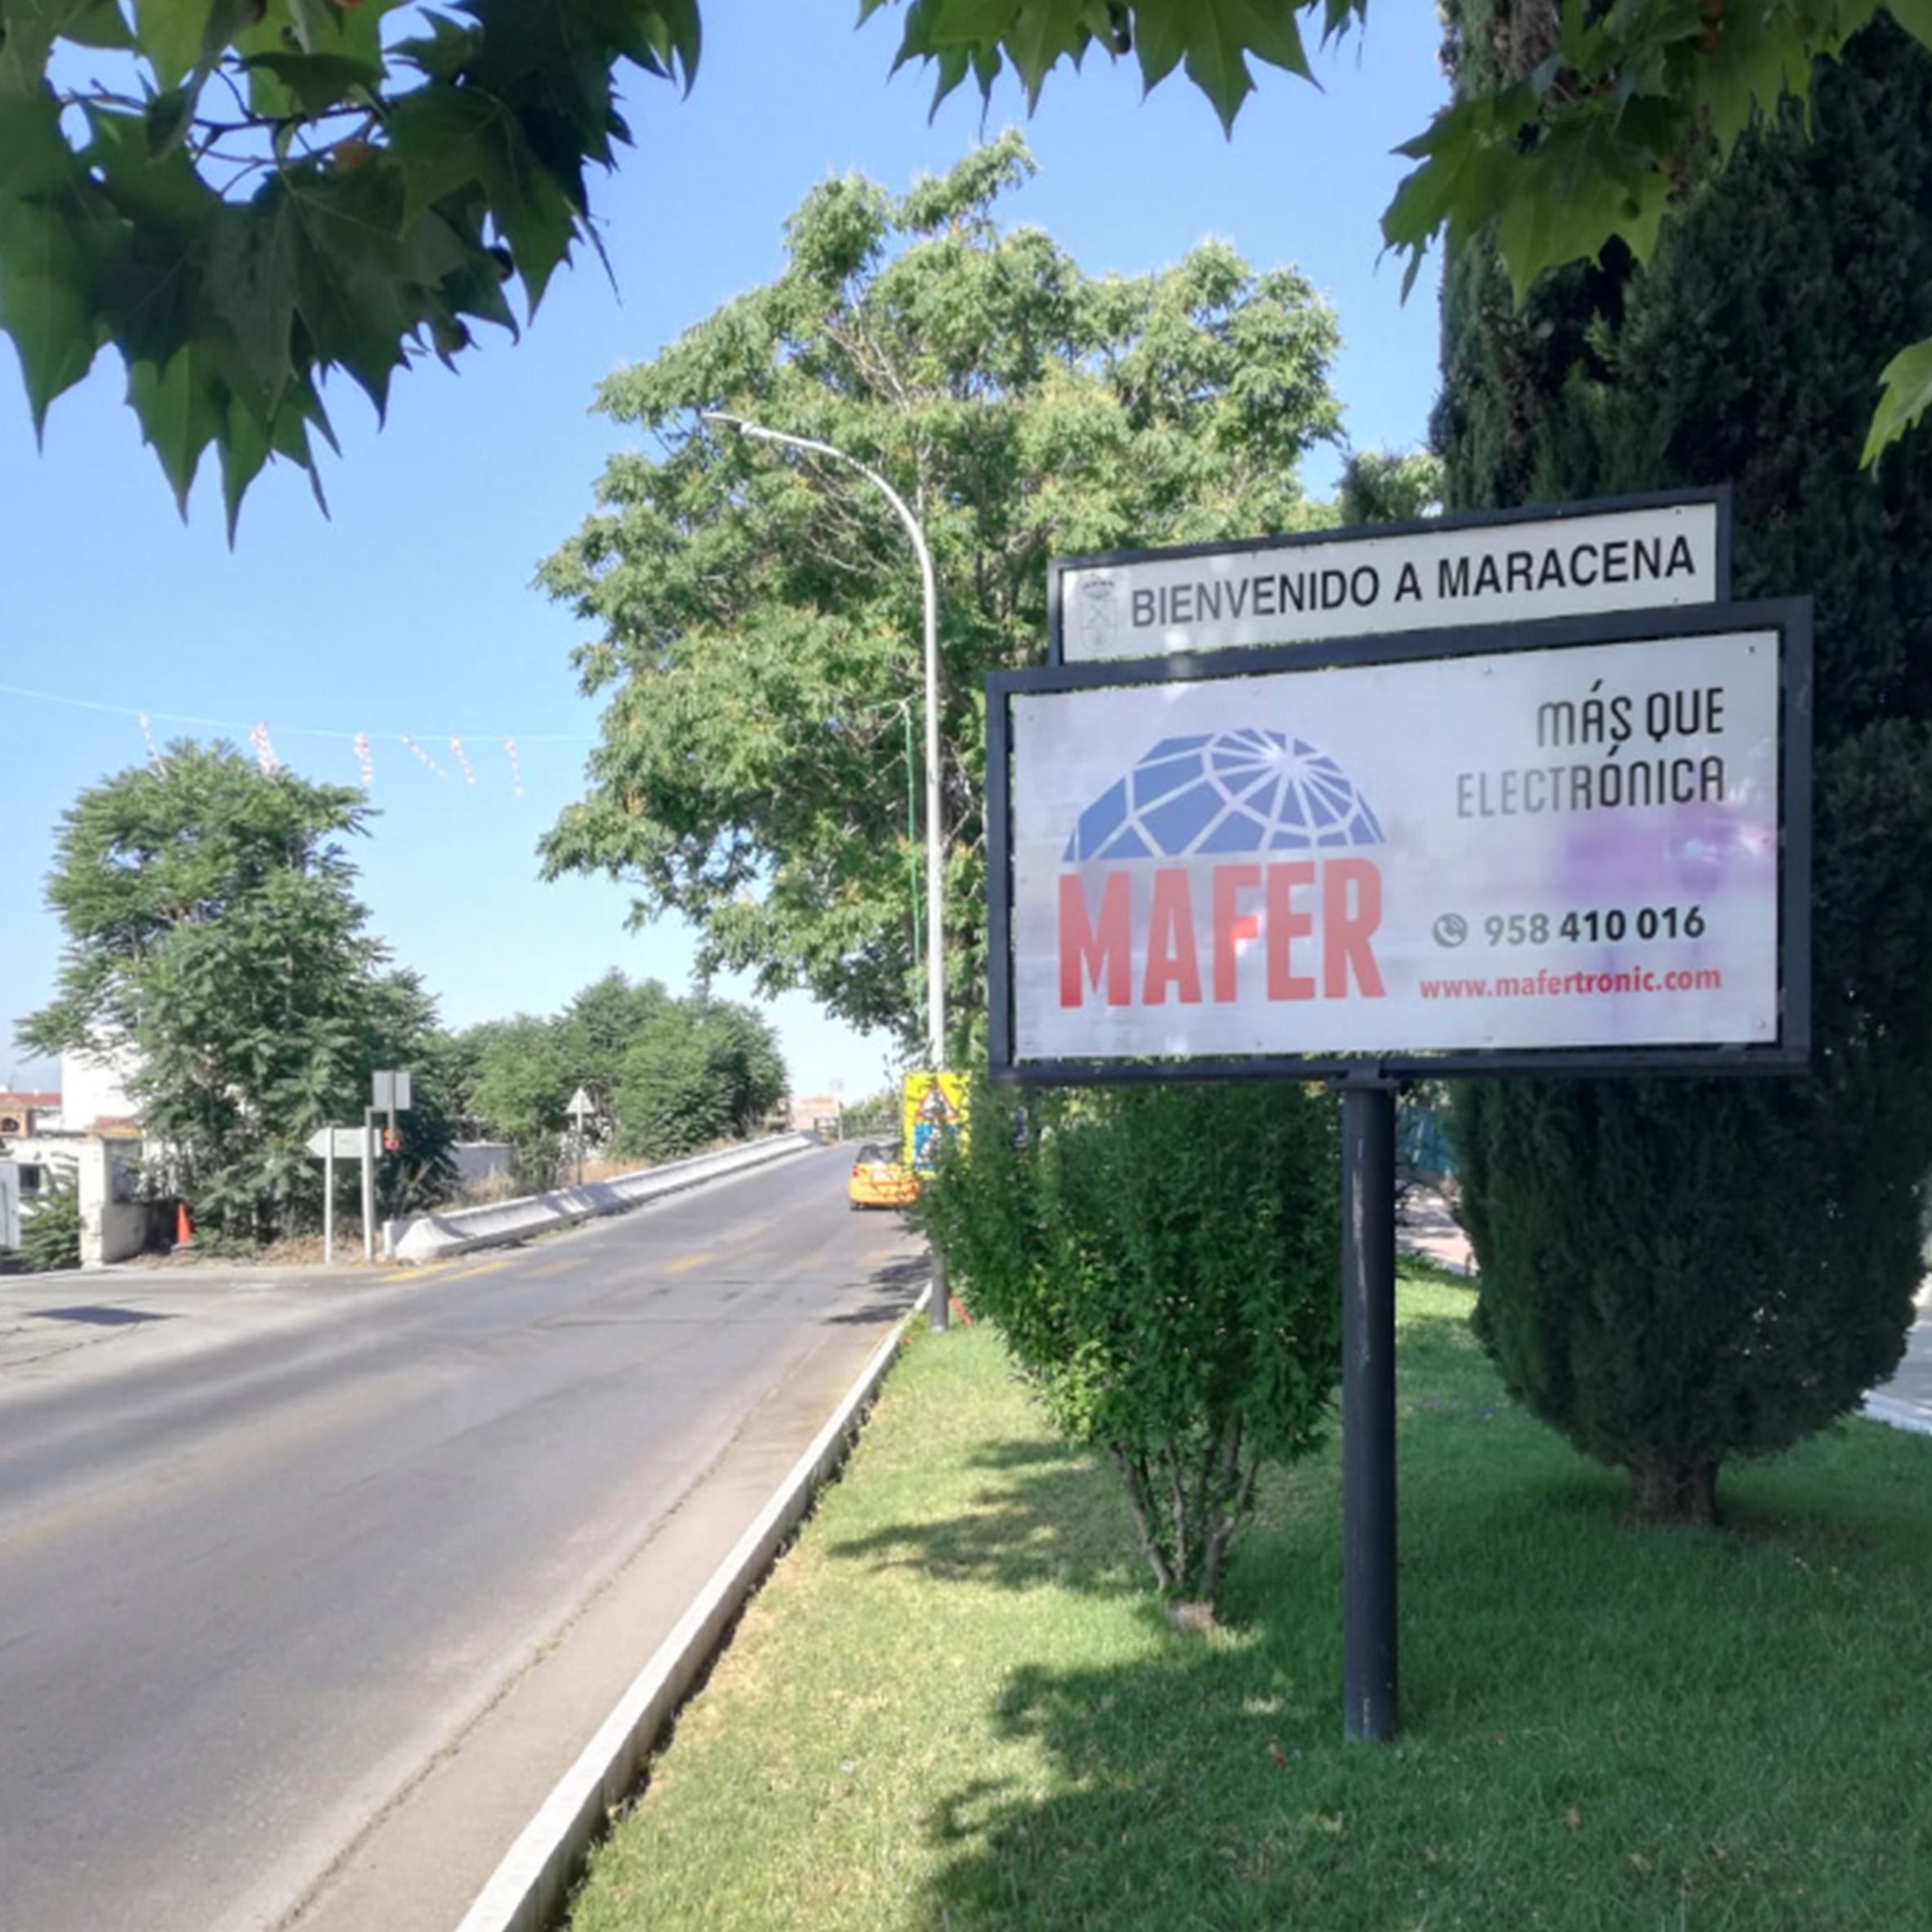 BIENVENIDO A MARACENA
MÁS QUE
ELECTRÓNICA
MAFER
958 410 016
www.mafertronic.com